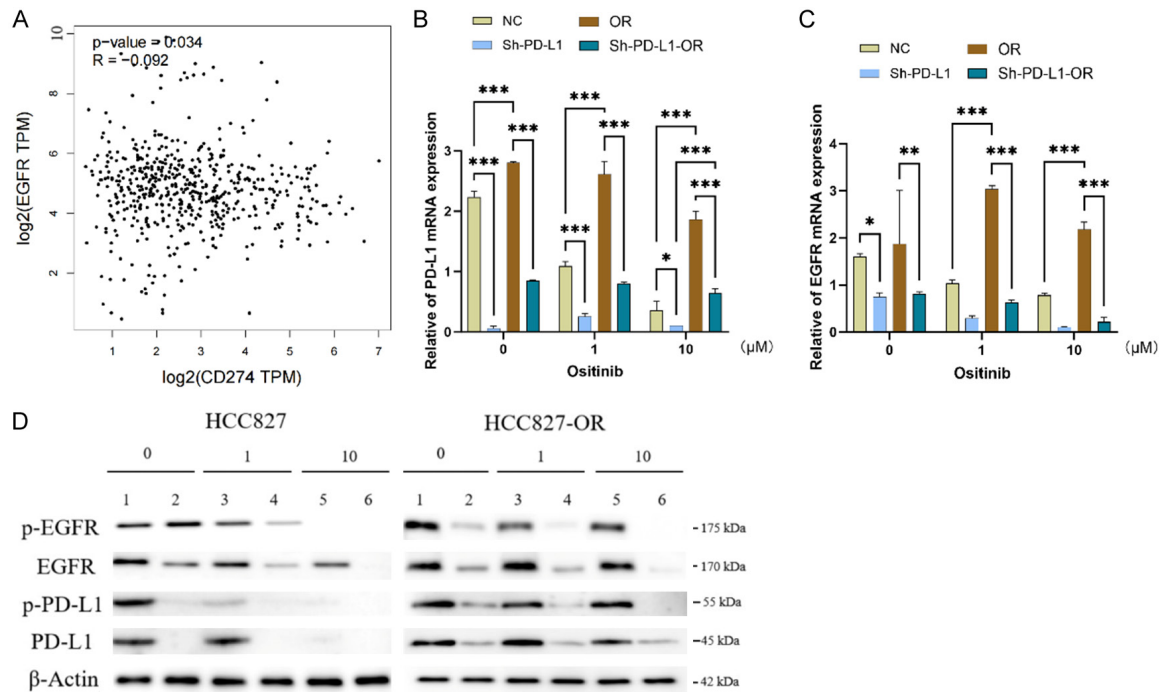 A
p-value = 0.034
R = −0.092
10
8
6
4
2
log2(EGFR TPM)
1 2 3 4 5 6 7
log2(CD274 TPM)
B
NC OR
Sh-PD-L1 Sh-PD-L1-OR
*** *** ***
*** *** *** *** ***
*** *
3
2
1
0
Relative of PD-L1 mRNA expression
0 1 10 (μM)
Ositinib
C
NC OR
Sh-PD-L1 Sh-PD-L1-OR
***
** *** ***
* ***
4
3
2
1
0
Relative of EGFR mRNA expression
0 1 10 (μM)
Ositinib
D
HCC827 HCC827-OR
0 1 10 0 1 10
1 2 3 4 5 6 1 2 3 4 5 6
p-EGFR - 175 kDa
EGFR - 170 kDa
p-PD-L1 - 55 kDa
PD-L1 - 45 kDa
β-Actin - 42 kDa